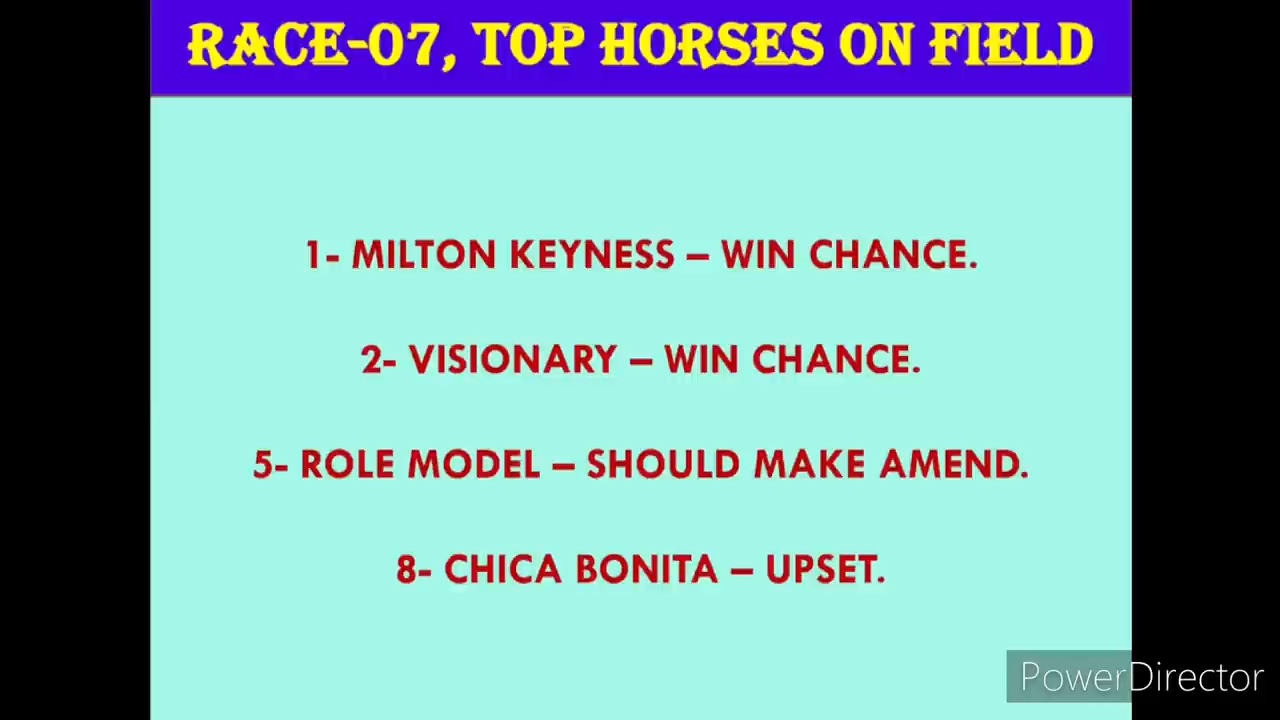 RACE-07, TOP HORSES ON FIELD
1- MILTON KEYNESS – WIN CHANCE.
2- VISIONARY – WIN CHANCE.
5- ROLE MODEL – SHOULD MAKE AMEND.
8- CHICA BONITA – UPSET.
PowerDirector